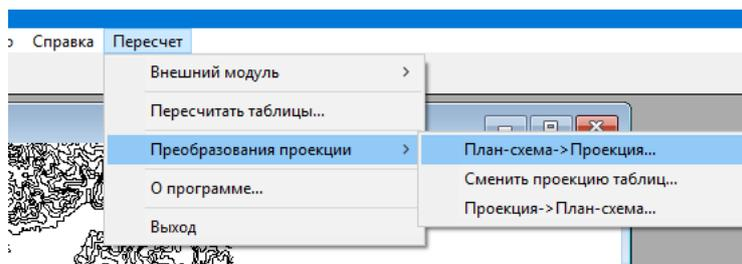 Справка Пересчет
Внешний модуль
Пересчитать таблицы...
Преобразования проекции
План-схема->Проекция...
Сменить проекцию таблиц...
О программе...
Проекция->План-схема...
Выход